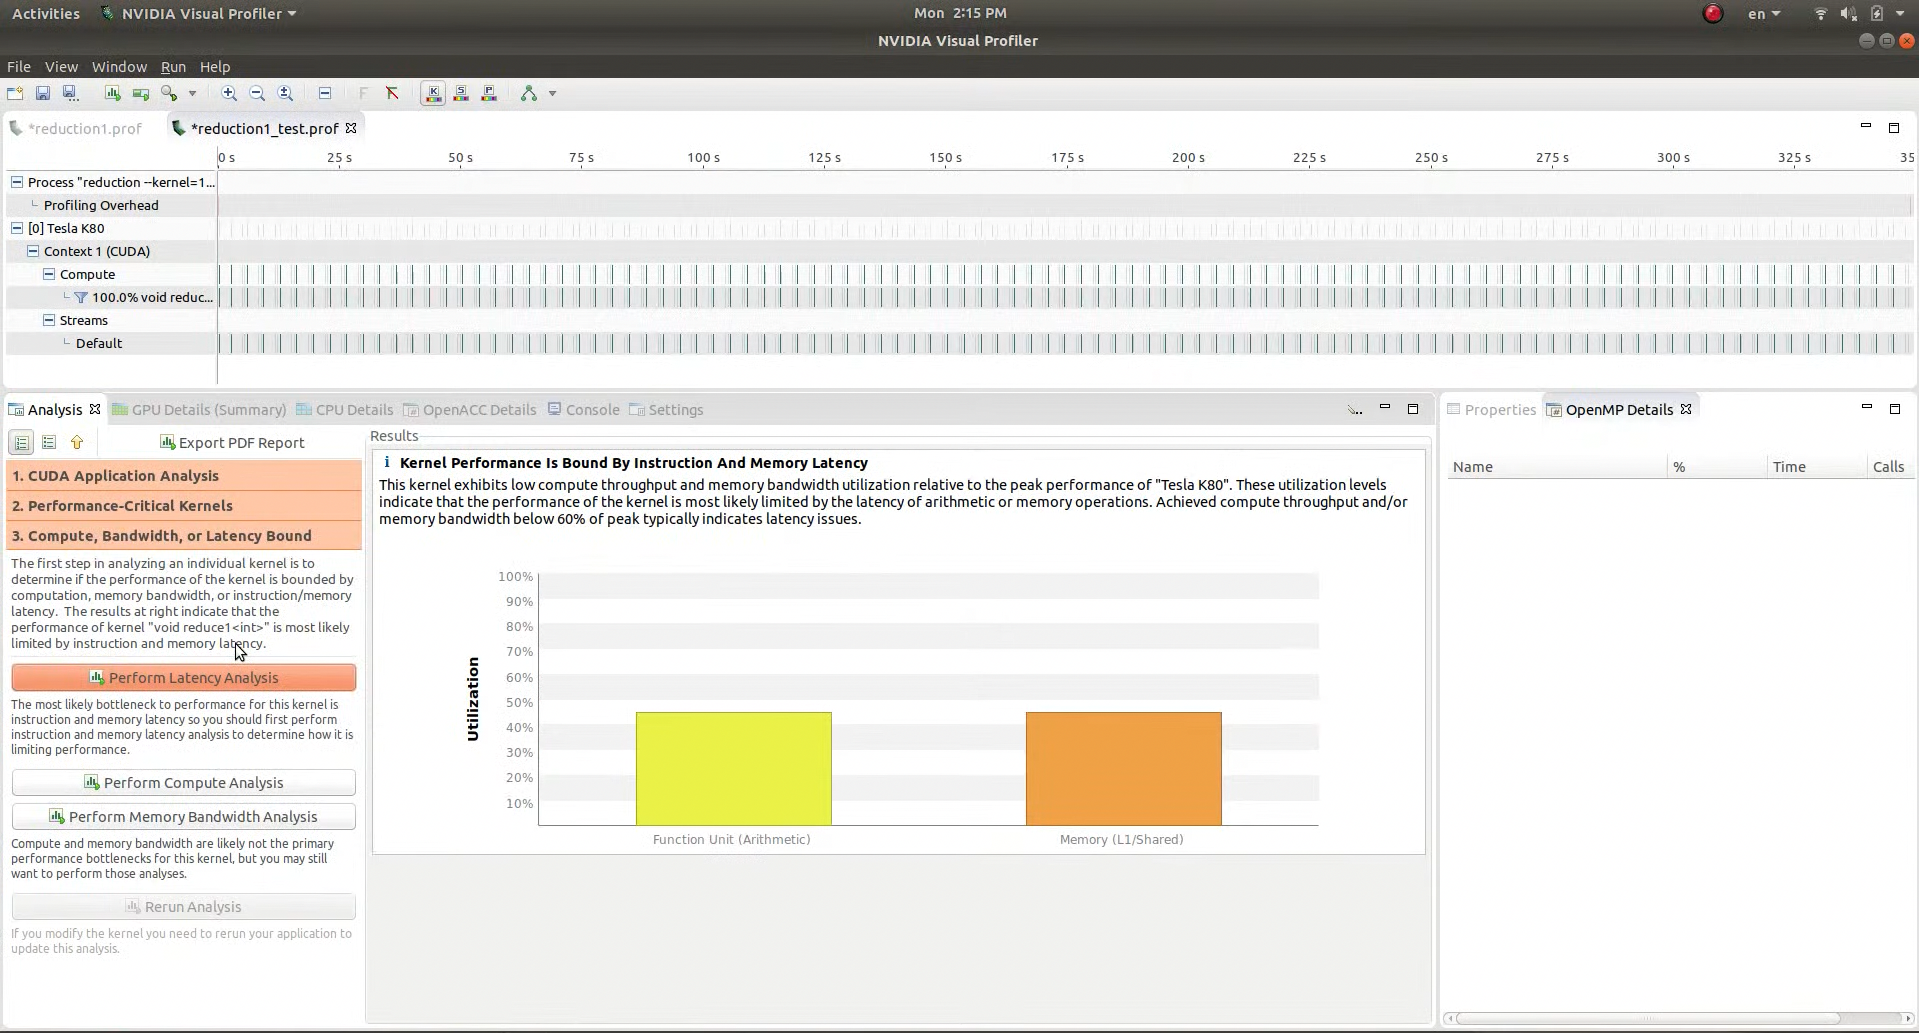 Activities NVIDIA Visual Profiler Mon 2:15 PM en
NVIDIA Visual Profiler
File View Window Run Help
F K S P
*reduction1.prof *reduction1_test.prof
0 s 25 s 50 s 75 s 100 s 125 s 150 s 175 s 200 s 225 s 250 s 275 s 300 s 325 s 35
Process "reduction --kernel=1...
Profiling Overhead
[0] Tesla K80
Context 1 (CUDA)
Compute
100.0% void reduc...
Streams
Default
Analysis GPU Details (Summary) CPU Details OpenACC Details Console Settings
Properties OpenMP Details
Export PDF Report
Name % Time Calls
1. CUDA Application Analysis
2. Performance-Critical Kernels
3. Compute, Bandwidth, or Latency Bound
The first step in analyzing an individual kernel is to
determine if the performance of the kernel is bounded by
computation, memory bandwidth, or instruction/memory
latency. The results at right indicate that the
performance of kernel "void reduce1<int>" is most likely
limited by instruction and memory latency.
Perform Latency Analysis
The most likely bottleneck to performance for this kernel is
instruction and memory latency so you should first perform
instruction and memory latency analysis to determine how it is
limiting performance.
Perform Compute Analysis
Perform Memory Bandwidth Analysis
Compute and memory bandwidth are likely not the primary
performance bottlenecks for this kernel, but you may still
want to perform those analyses.
Rerun Analysis
If you modify the kernel you need to rerun your application to
update this analysis.
Results
i Kernel Performance Is Bound By Instruction And Memory Latency
This kernel exhibits low compute throughput and memory bandwidth utilization relative to the peak performance of "Tesla K80". These utilization levels
indicate that the performance of the kernel is most likely limited by the latency of arithmetic or memory operations. Achieved compute throughput and/or
memory bandwidth below 60% of peak typically indicates latency issues.
100%
90%
80%
70%
60%
50%
40%
30%
20%
10%
Utilization
Function Unit (Arithmetic) Memory (L1/Shared)